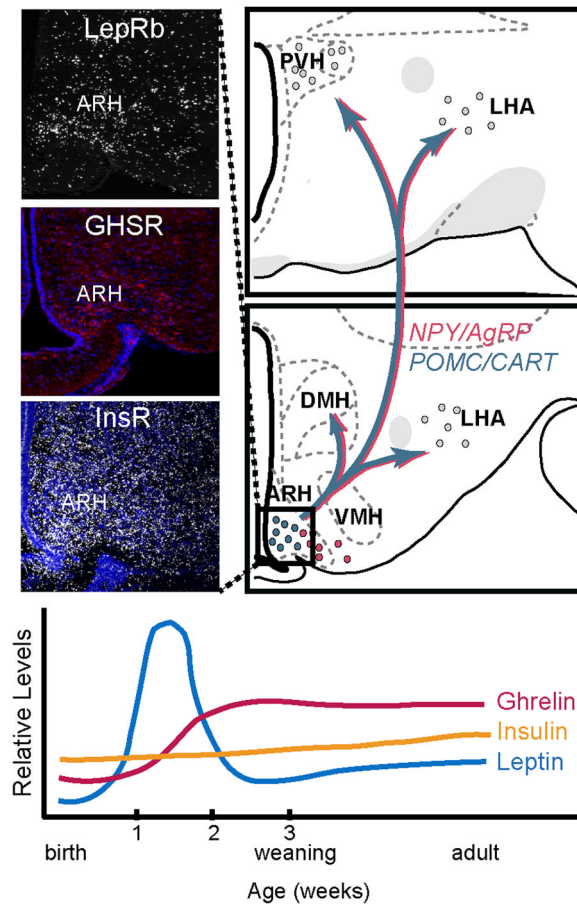 LepRb
ARH
GHSR
ARH
InsR
ARH
PVH
LHA
NPY/AgRP
POMC/CART
DMH
LHA
ARH
VMH
Relative Levels
Ghrelin
Insulin
Leptin
1
2
3
birth
weaning
adult
Age (weeks)